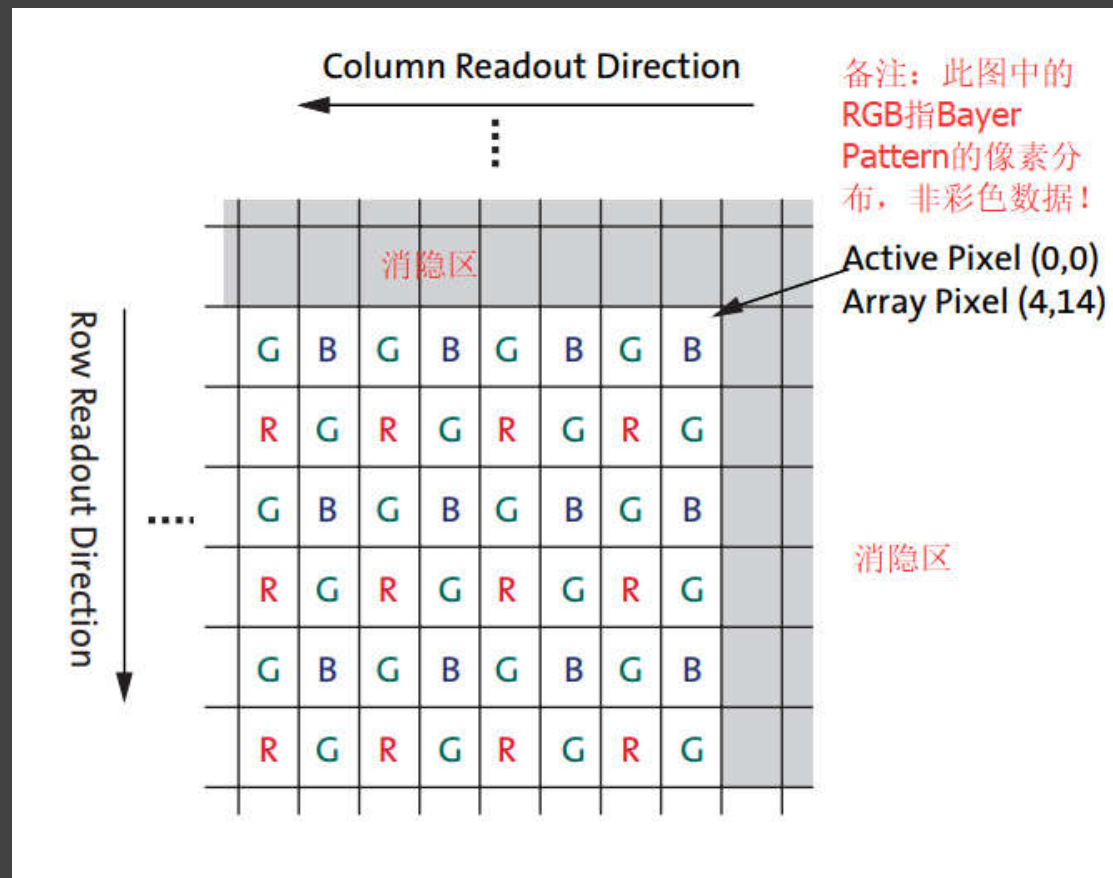 Column Readout Direction
备注：此图中的
RGB指Bayer
Pattern的像素分
布，非彩色数据！
消隐区
Active Pixel (0,0)
Array Pixel (4,14)
Row Readout Direction
G B G B G B G B
R G R G R G R G
G B G B G B G B
R G R G R G R G
G B G B G B G B
R G R G R G R G
消隐区